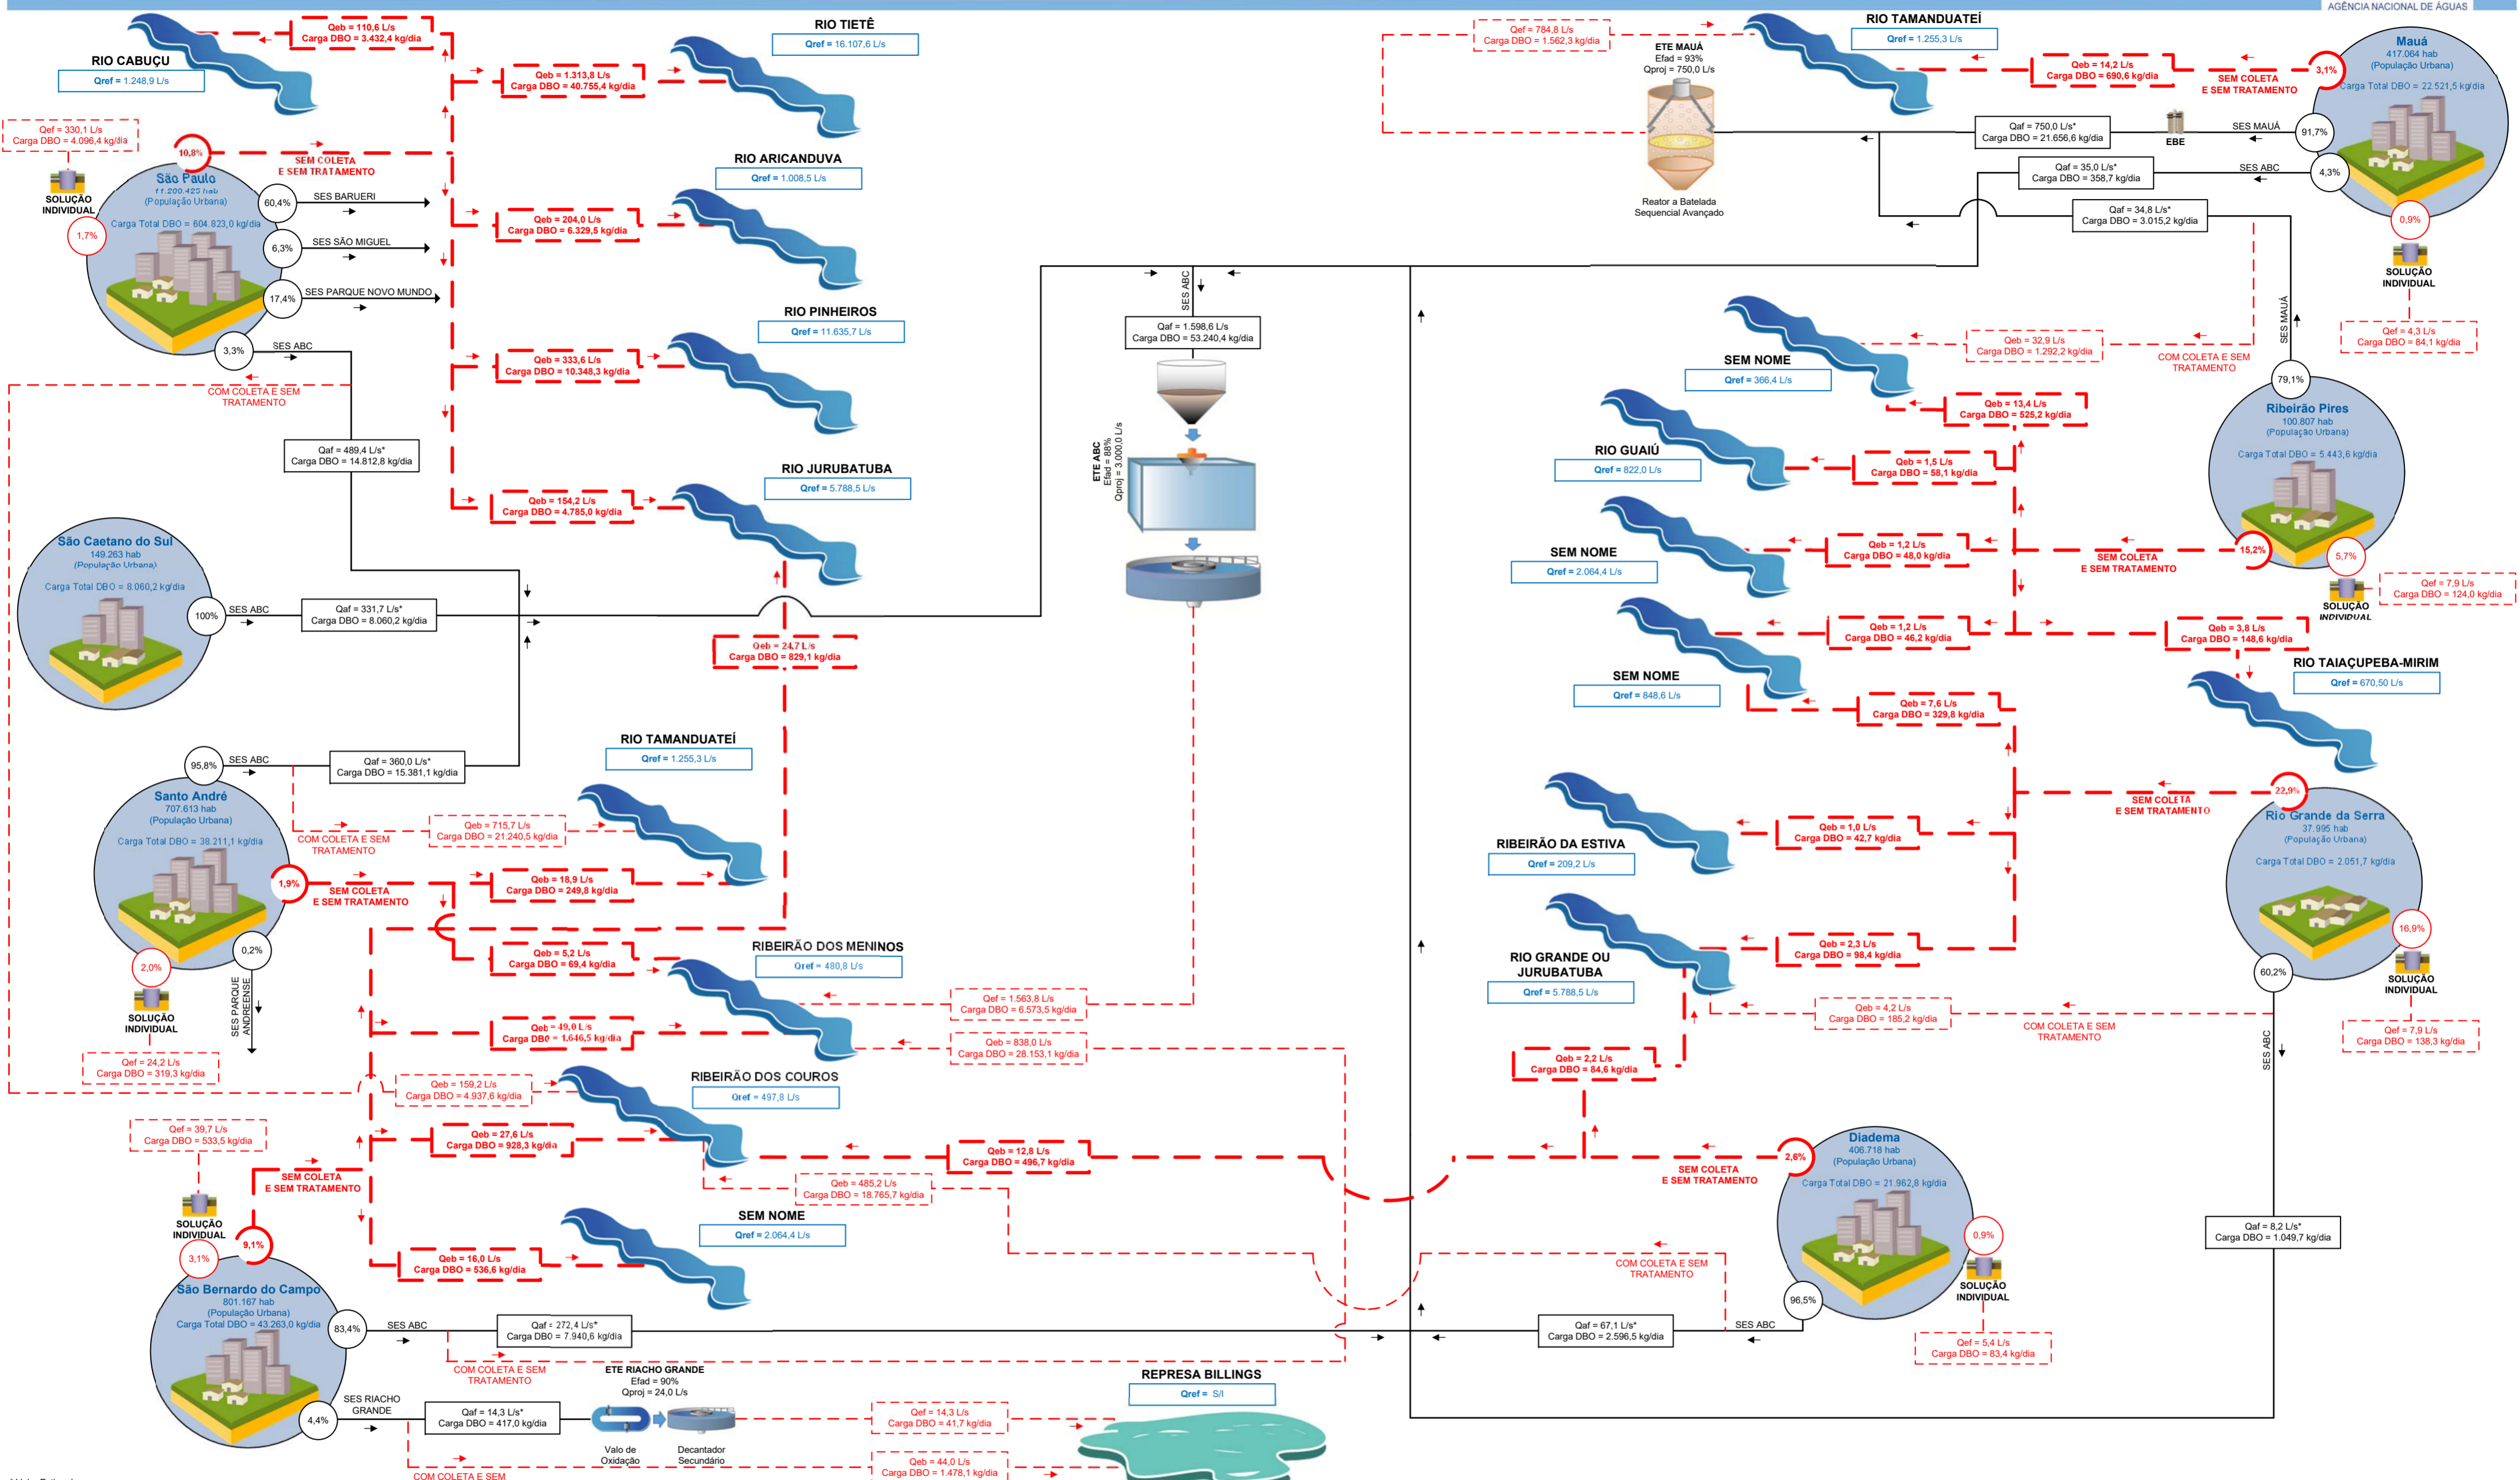 AGÊNCIA NACIONAL DE ÁGUAS
Qeb = 110,6 L/s
Carga DBO = 3.432,4 kg/dia
RIO CABUÇU
Qref = 1.248,9 L/s
RIO TIETÊ
Qref = 16.107,6 L/s
Qeb = 1.313,8 L/s
Carga DBO = 40.755,4 kg/dia
Qef = 330,1 L/s
Carga DBO = 4.096,4 kg/dia
SOLUÇÃO
INDIVIDUAL
1,7%
10,8%
SEM COLETA
E SEM TRATAMENTO
São Paulo
11.200.425 hab
(População Urbana)
Carga Total DBO = 604.823,0 kg/dia
60,4%
SES BARUERI
6,3%
SES SÃO MIGUEL
17,4%
SES PARQUE NOVO MUNDO
3,3%
SES ABC
COM COLETA E SEM
TRATAMENTO
RIO ARICANDUVA
Qref = 1.008,5 L/s
Qeb = 204,0 L/s
Carga DBO = 6.329,5 kg/dia
RIO PINHEIROS
Qref = 11.635,7 L/s
Qeb = 333,6 L/s
Carga DBO = 10.348,3 kg/dia
RIO JURUBATUBA
Qref = 5.788,5 L/s
Qeb = 154,2 L/s
Carga DBO = 4.785,0 kg/dia
Qaf = 489,4 L/s*
Carga DBO = 14.812,8 kg/dia
São Caetano do Sul
149.263 hab
(População Urbana)
Carga Total DBO = 8.060,2 kg/dia
100%
SES ABC
Qaf = 331,7 L/s*
Carga DBO = 8.060,2 kg/dia
Qeb = 24,7 L/s
Carga DBO = 829,1 kg/dia
95,8%
SES ABC
Qaf = 360,0 L/s*
Carga DBO = 15.381,1 kg/dia
Santo André
707.613 hab
(População Urbana)
Carga Total DBO = 38.211,1 kg/dia
COM COLETA E SEM
TRATAMENTO
Qeb = 715,7 L/s
Carga DBO = 21.240,5 kg/dia
RIO TAMANDUATEÍ
Qref = 1.255,3 L/s
1,9%
SEM COLETA
E SEM TRATAMENTO
Qeb = 18,9 L/s
Carga DBO = 249,8 kg/dia
0,2%
SES PARQUE
ANDREENSE
2,0%
SOLUÇÃO
INDIVIDUAL
Qef = 24,2 L/s
Carga DBO = 319,3 kg/dia
Qeb = 5,2 L/s
Carga DBO = 69,4 kg/dia
RIBEIRÃO DOS MENINOS
Qref = 480,8 L/s
Qeb = 49,0 L/s
Carga DBO = 1.646,5 kg/dia
Qef = 1.563,8 L/s
Carga DBO = 6.573,5 kg/dia
Qeb = 838,0 L/s
Carga DBO = 28.153,1 kg/dia
Qeb = 159,2 L/s
Carga DBO = 4.937,6 kg/dia
RIBEIRÃO DOS COUROS
Qref = 497,8 L/s
Qeb = 27,6 L/s
Carga DBO = 928,3 kg/dia
Qeb = 12,8 L/s
Carga DBO = 496,7 kg/dia
Qeb = 485,2 L/s
Carga DBO = 18.765,7 kg/dia
Qef = 39,7 L/s
Carga DBO = 533,5 kg/dia
SOLUÇÃO
INDIVIDUAL
3,1%
9,1%
SEM COLETA
E SEM TRATAMENTO
SEM NOME
Qref = 2.064,4 L/s
Qeb = 16,0 L/s
Carga DBO = 536,6 kg/dia
São Bernardo do Campo
801.167 hab
(População Urbana)
Carga Total DBO = 43.263,0 kg/dia
83,4%
SES ABC
Qaf = 272,4 L/s*
Carga DBO = 7.940,6 kg/dia
COM COLETA E SEM
TRATAMENTO
4,4%
SES RIACHO
GRANDE
Qaf = 14,3 L/s*
Carga DBO = 417,0 kg/dia
ETE RIACHO GRANDE
Efad = 90%
Qproj = 24,0 L/s
Valo de
Oxidação
Decantador
Secundário
Qef = 14,3 L/s
Carga DBO = 41,7 kg/dia
Qeb = 44,0 L/s
Carga DBO = 1.478,1 kg/dia
COM COLETA E SEM
REPRESA BILLINGS
Qref = S/I
SES ABC
Qaf = 1.598,6 L/s
Carga DBO = 53.240,4 kg/dia
ETE ABC
Efad = 88%
Qproj = 3.000,0 L/s
Qef = 784,8 L/s
Carga DBO = 1.562,3 kg/dia
ETE MAUÁ
Efad = 93%
Qproj = 750,0 L/s
Reator a Batelada
Sequencial Avançado
RIO TAMANDUATEÍ
Qref = 1.255,3 L/s
Qeb = 14,2 L/s
Carga DBO = 690,6 kg/dia
SEM COLETA
E SEM TRATAMENTO
3,1%
Mauá
417.064 hab
(População Urbana)
Carga Total DBO = 22.521,5 kg/dia
91,7%
SES MAUÁ
EBE
Qaf = 750,0 L/s*
Carga DBO = 21.656,6 kg/dia
4,3%
SES ABC
Qaf = 35,0 L/s*
Carga DBO = 358,7 kg/dia
0,9%
SOLUÇÃO
INDIVIDUAL
Qef = 4,3 L/s
Carga DBO = 84,1 kg/dia
Qaf = 34,8 L/s*
Carga DBO = 3.015,2 kg/dia
SES MAUÁ
79,1%
Qeb = 32,9 L/s
Carga DBO = 1.292,2 kg/dia
COM COLETA E SEM
TRATAMENTO
SEM NOME
Qref = 366,4 L/s
Qeb = 13,4 L/s
Carga DBO = 525,2 kg/dia
Ribeirão Pires
100.807 hab
(População Urbana)
Carga Total DBO = 5.443,6 kg/dia
RIO GUAIÚ
Qref = 822,0 L/s
Qeb = 1,5 L/s
Carga DBO = 58,1 kg/dia
SEM NOME
Qref = 2.064,4 L/s
Qeb = 1,2 L/s
Carga DBO = 48,0 kg/dia
SEM COLETA
E SEM TRATAMENTO
15,2%
5,7%
SOLUÇÃO
INDIVIDUAL
Qef = 7,9 L/s
Carga DBO = 124,0 kg/dia
Qeb = 1,2 L/s
Carga DBO = 46,2 kg/dia
Qeb = 3,8 L/s
Carga DBO = 148,6 kg/dia
SEM NOME
Qref = 848,6 L/s
Qeb = 7,6 L/s
Carga DBO = 329,8 kg/dia
RIO TAIAÇUPEBA-MIRIM
Qref = 670,50 L/s
SEM COLETA
E SEM TRATAMENTO
22,9%
Rio Grande da Serra
37.995 hab
(População Urbana)
Carga Total DBO = 2.051,7 kg/dia
RIBEIRÃO DA ESTIVA
Qref = 209,2 L/s
Qeb = 1,0 L/s
Carga DBO = 42,7 kg/dia
RIO GRANDE OU
JURUBATUBA
Qref = 5.788,5 L/s
Qeb = 2,3 L/s
Carga DBO = 98,4 kg/dia
Qeb = 4,2 L/s
Carga DBO = 185,2 kg/dia
COM COLETA E SEM
TRATAMENTO
60,2%
16,9%
SOLUÇÃO
INDIVIDUAL
Qef = 7,9 L/s
Carga DBO = 138,3 kg/dia
SES ABC
Qeb = 2,2 L/s
Carga DBO = 84,6 kg/dia
SEM COLETA
E SEM TRATAMENTO
2,6%
Diadema
406.718 hab
(População Urbana)
Carga Total DBO = 21.962,8 kg/dia
0,9%
SOLUÇÃO
INDIVIDUAL
Qef = 5,4 L/s
Carga DBO = 83,4 kg/dia
96,5%
SES ABC
COM COLETA E SEM
TRATAMENTO
Qaf = 67,1 L/s*
Carga DBO = 2.596,5 kg/dia
Qaf = 8,2 L/s*
Carga DBO = 1.049,7 kg/dia